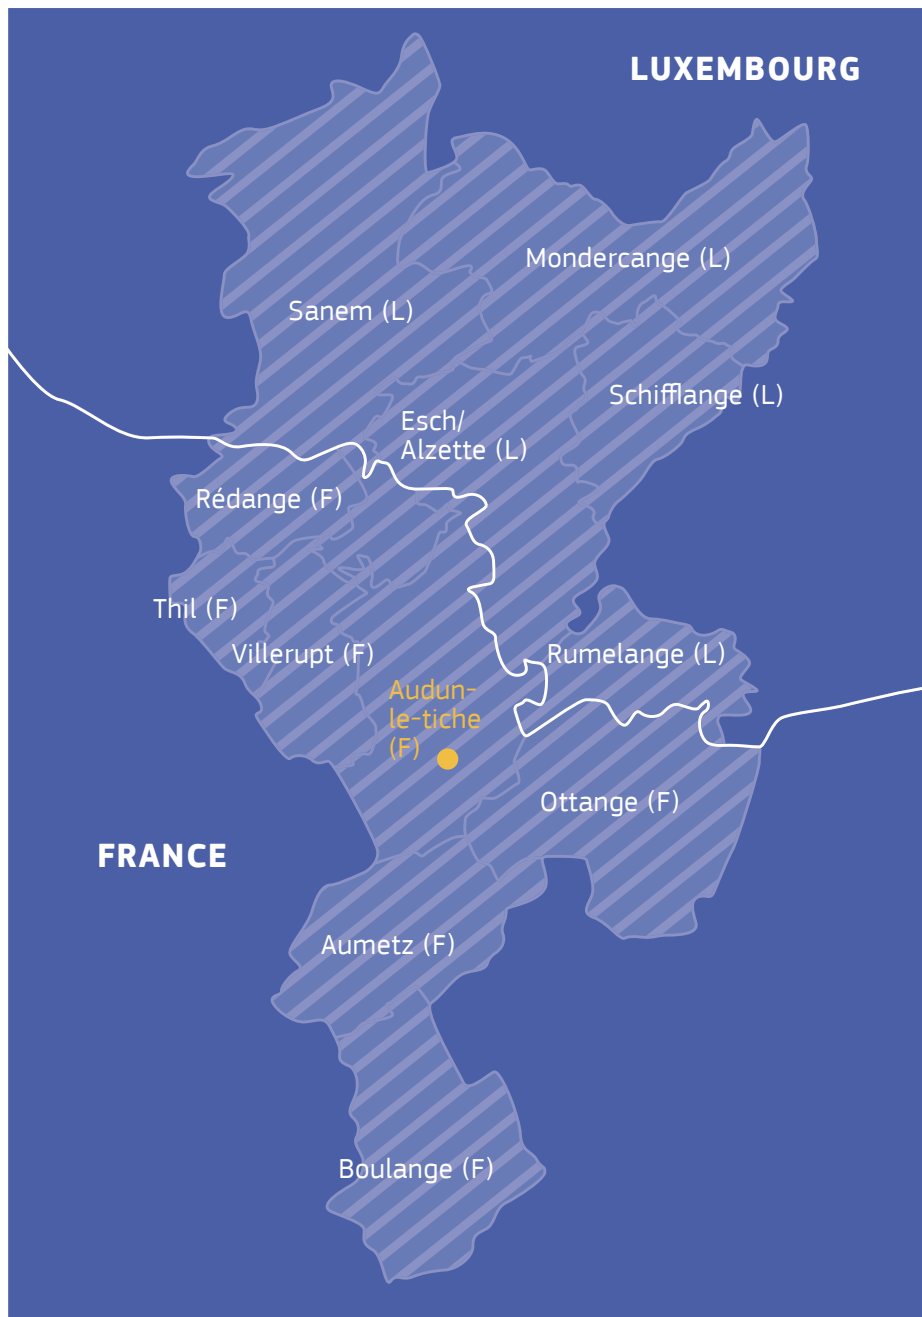 LUXEMBOURG
Mondercange (L)
Sanem (L)
Schifflange (L)
Esch/
Alzette (L)
Rédange (F)
Thil (F)
Villerupt (F)
Rumelange (L)
Audun-
le-tiche
(F)
Ottange (F)
FRANCE
Aumetz (F)
Boulange (F)